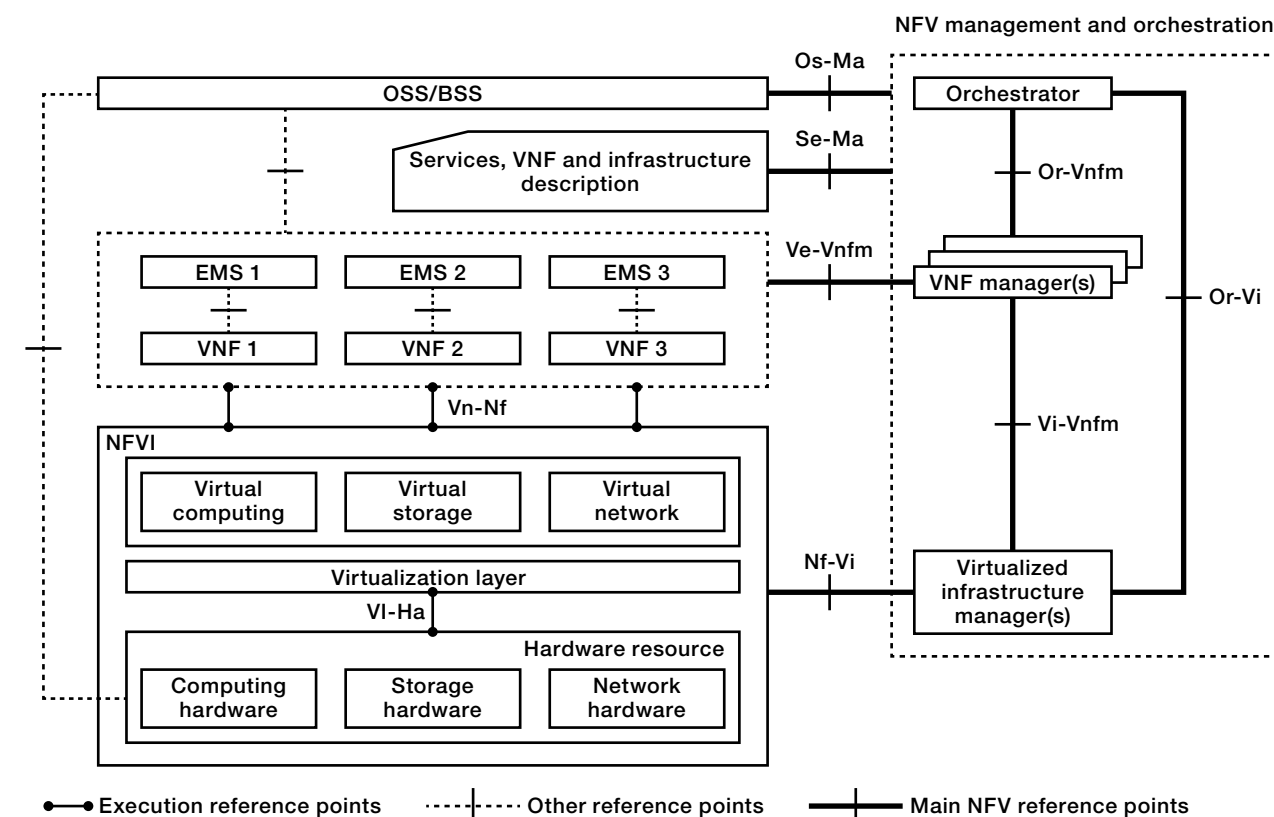 NFV management and orchestration
Os-Ma
OSS/BSS
Orchestrator
Se-Ma
Services, VNF and infrastructure
description
Or-Vnfm
Ve-Vnfm
EMS 1
EMS 2
EMS 3
VNF manager(s)
Or-Vi
VNF 1
VNF 2
VNF 3
Vn-Nf
Vi-Vnfm
NFVI
Virtual
computing
Virtual
storage
Virtual
network
Nf-Vi
Virtualized
infrastructure
manager(s)
Virtualization layer
VI-Ha
Hardware resource
Computing
hardware
Storage
hardware
Network
hardware
Execution reference points
Other reference points
Main NFV reference points